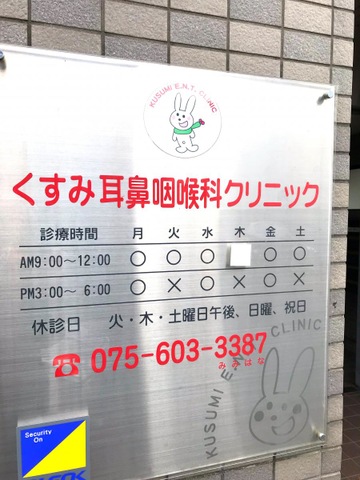 KUSUMI E.N.T. CLINIC
くすみ耳鼻咽喉科クリニック
診療時間 月 火 水 木 金 土
AM9:00～12:00 ○ ○ ○ ○ ○
PM3:00～ 6:00 ○ × ○ × ○ ×
休診日 火・木・土曜日午後、日曜、祝日
☎075-603-3387
みみはな
KUSUMI E.N.T. CLINIC
Security
On